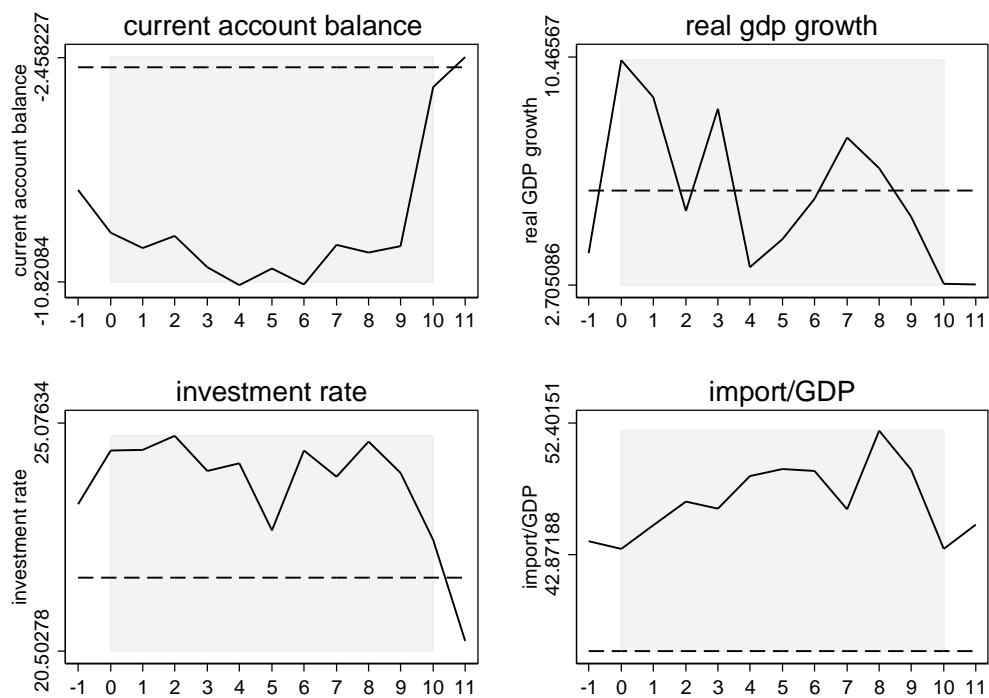 current account balance
current account balance
-2.458227
-10.82084
-1 0 1 2 3 4 5 6 7 8 9 10 11
real gdp growth
real GDP growth
10.46567
2.705086
-1 0 1 2 3 4 5 6 7 8 9 10 11
investment rate
investment rate
25.07634
20.50278
-1 0 1 2 3 4 5 6 7 8 9 10 11
import/GDP
import/GDP
52.40151
42.87188
-1 0 1 2 3 4 5 6 7 8 9 10 11